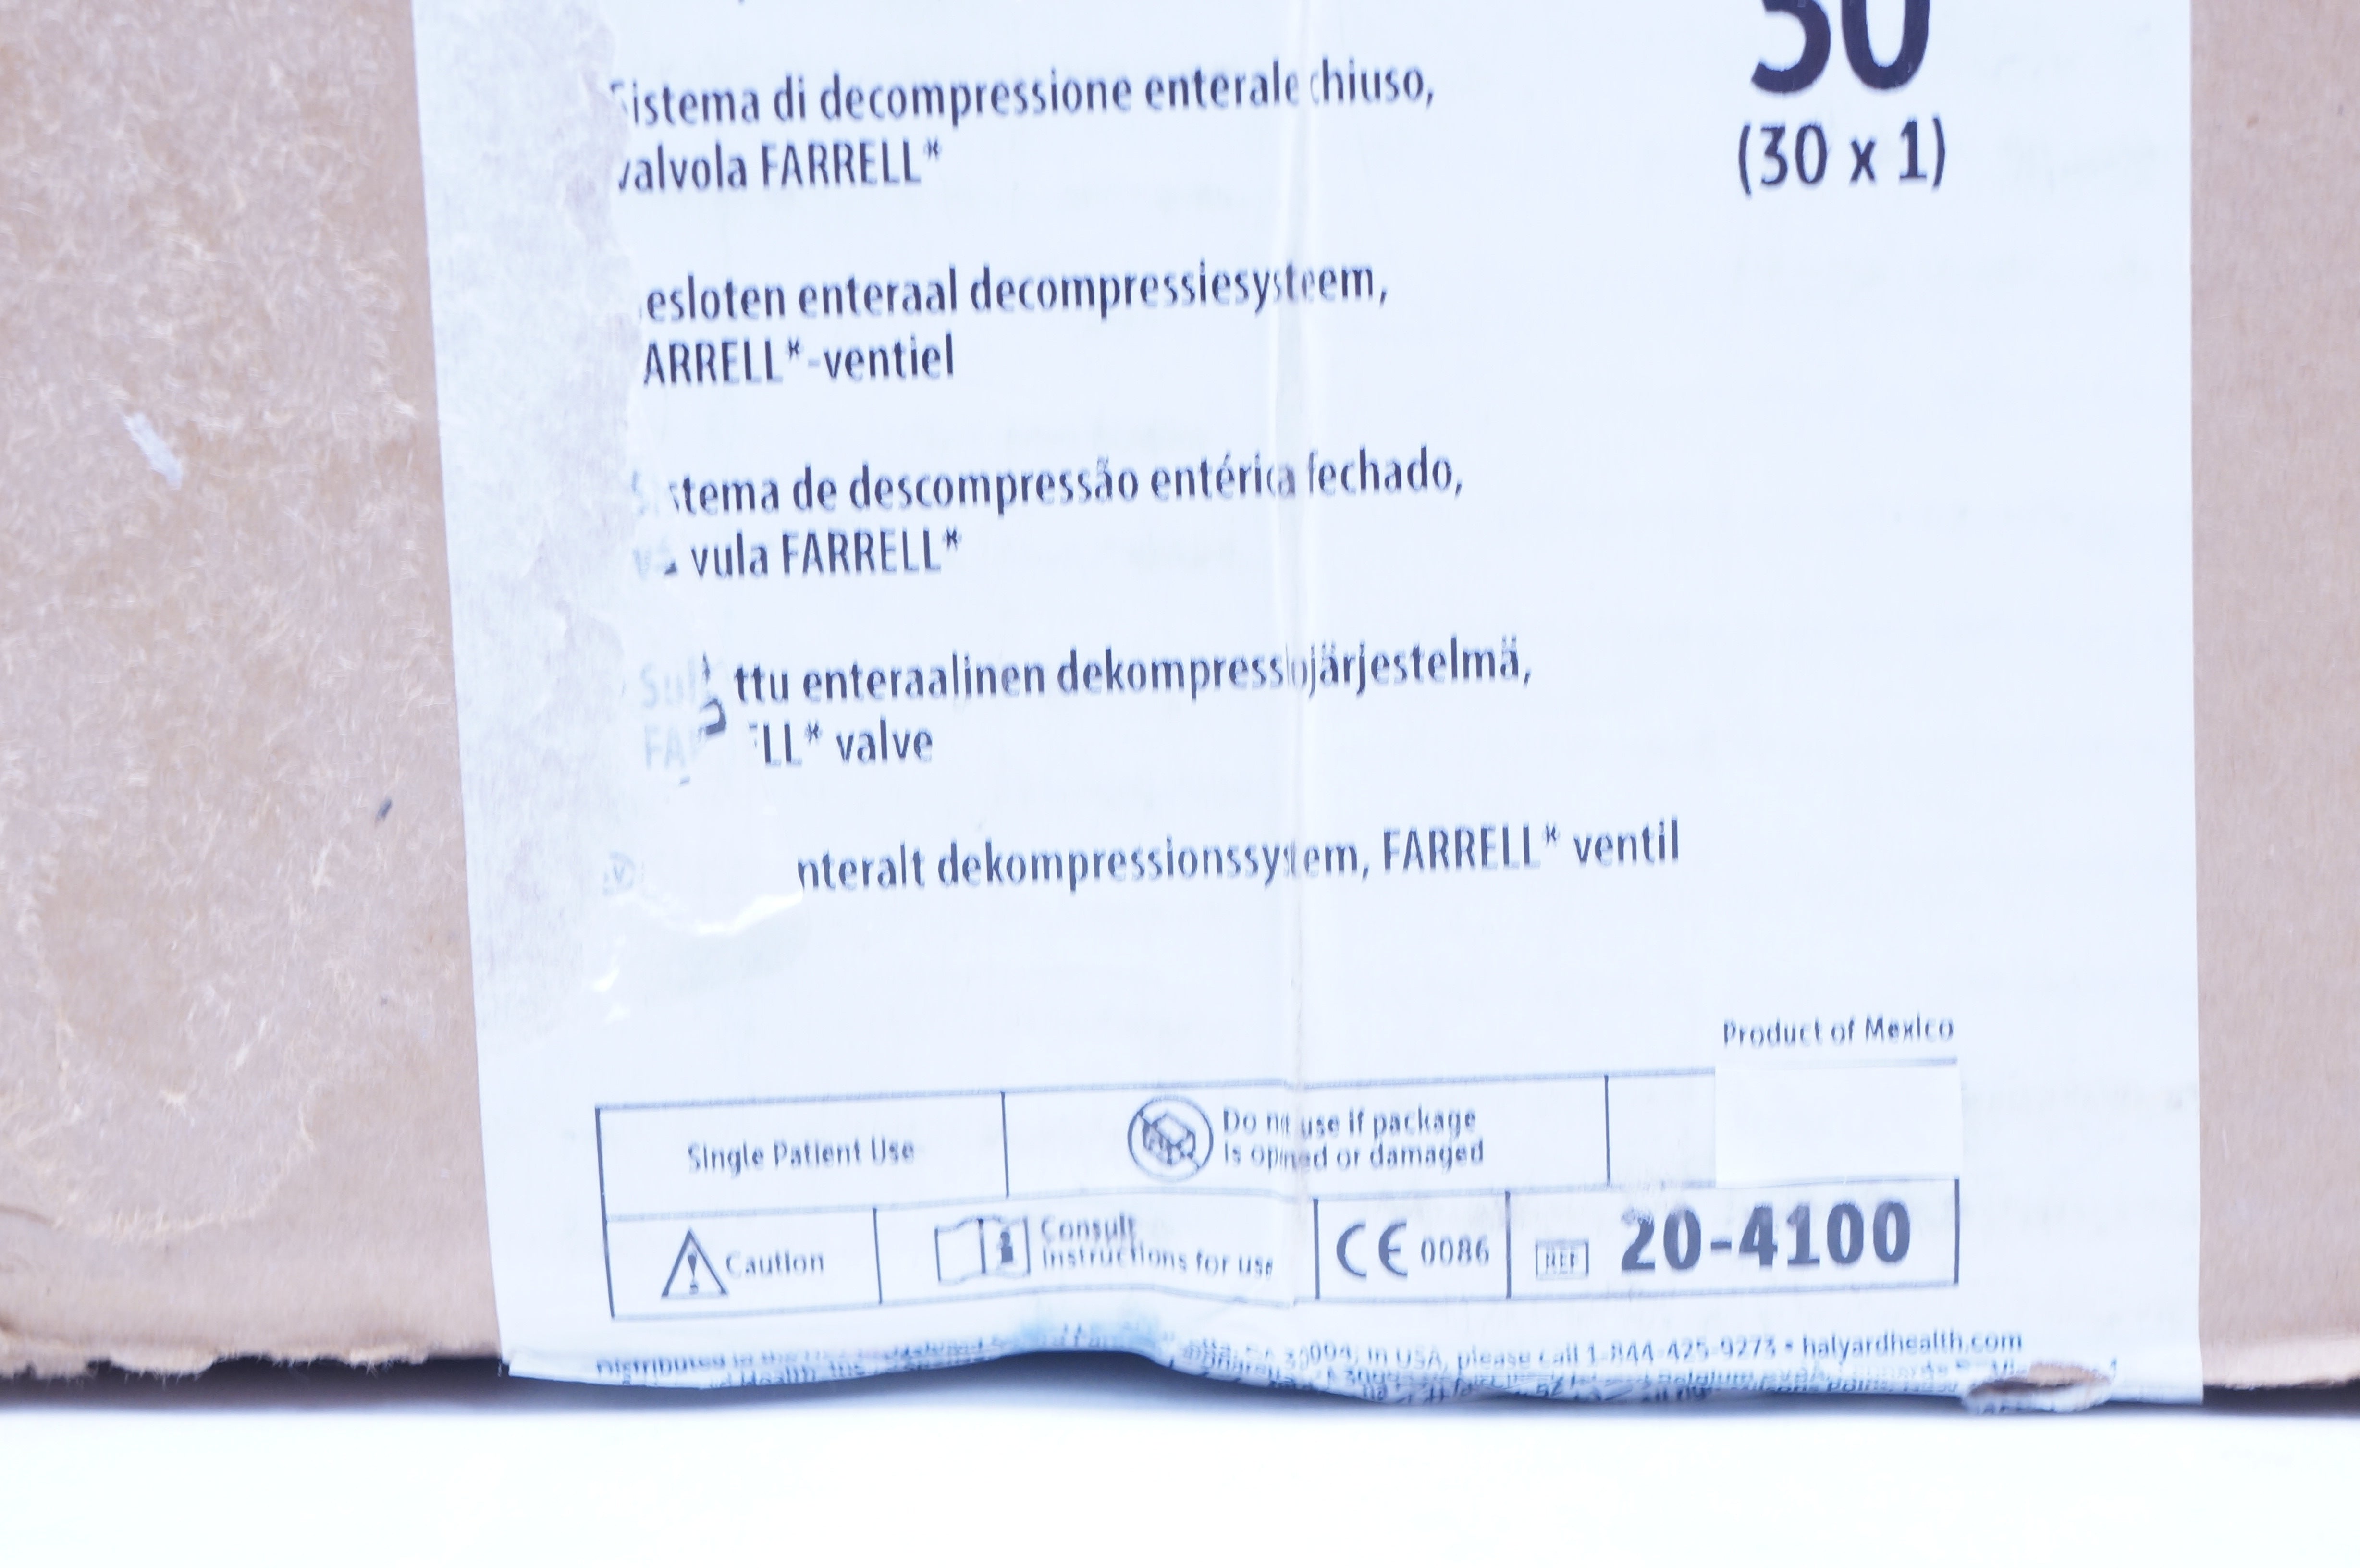 30
(30 x 1)
istema di decompressione enterale chiuso,
valvola FARRELL*
esloten enteraal decompressiesysteem,
ARRELL*-ventiel
stema de descompressão entérica fechado,
vula FARRELL*
ttu enteraalinen dekompressiojärjestelmä,
LL* valve
nteralt dekompressionssystem, FARRELL* ventil
Product of Mexico
Single Patient Use
Do not use if package
is opened or damaged
Caution
Consult
instructions for use
CE 0086
REF 20-4100
Distributed in the in USA, please call 1-844-425-9273 • halyardhealth.com